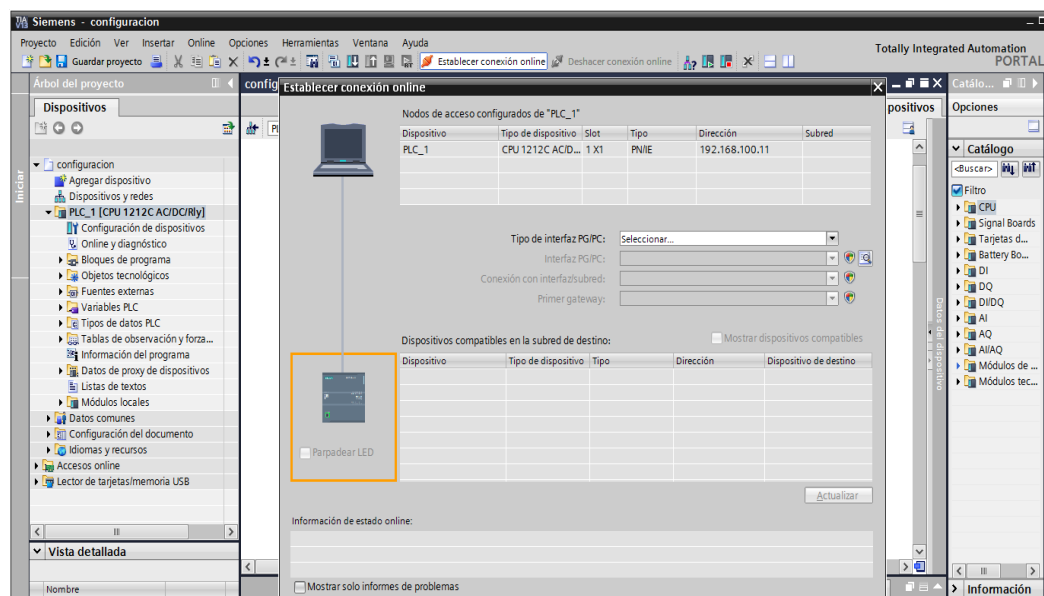 Siemens - configuracion
Proyecto Edición Ver Insertar Online Opciones Herramientas Ventana Ayuda
Totally Integrated Automation
PORTAL
Guardar proyecto
Establecer conexión online
Deshacer conexión online
Árbol del proyecto
Dispositivos
Iniciar
configuracion
Agregar dispositivo
Dispositivos y redes
PLC_1 [CPU 1212C AC/DC/Rly]
Configuración de dispositivos
Online y diagnóstico
Bloques de programa
Objetos tecnológicos
Fuentes externas
Variables PLC
Tipos de datos PLC
Tablas de observación y forza...
Información del programa
Datos de proxy de dispositivos
Listas de textos
Módulos locales
Datos comunes
Configuración del documento
Idiomas y recursos
Accesos online
Lector de tarjetas/memoria USB
Vista detallada
Nombre
config
Establecer conexión online
Nodos de acceso configurados de "PLC_1"
Dispositivo Tipo de dispositivo Slot Tipo Dirección Subred
PLC_1 CPU 1212C AC/D... 1 X1 PN/IE 192.168.100.11
Tipo de interfaz PG/PC: Seleccionar...
Interfaz PG/PC:
Conexión con interfaz/subred:
Primer gateway:
Dispositivos compatibles en la subred de destino:
Mostrar dispositivos compatibles
Dispositivo Tipo de dispositivo Tipo Dirección Dispositivo de destino
Parpadear LED
Actualizar
Información de estado online:
Mostrar solo informes de problemas
positivos
Datos del dispositivo
Catálo...
Opciones
Catálogo
<Buscar>
Filtro
CPU
Signal Boards
Tarjetas d...
Battery Bo...
DI
DQ
DI/DQ
AI
AQ
AI/AQ
Módulos de ...
Módulos tec...
Información